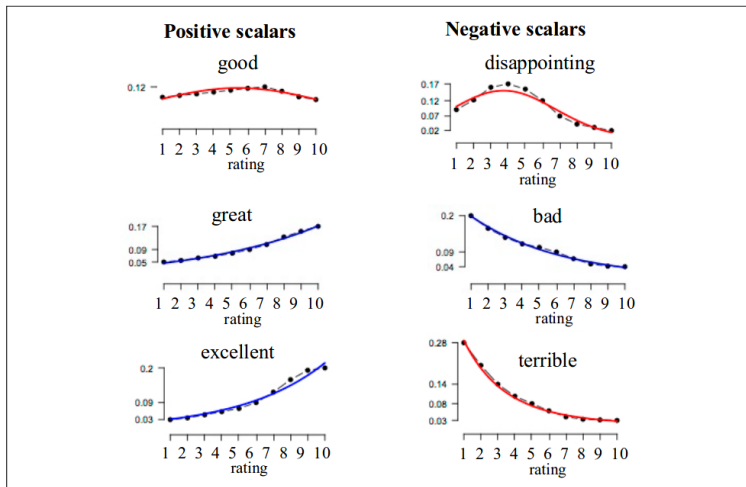 Positive scalars
good
0.12
1 2 3 4 5 6 7 8 9 10
rating
great
0.17
0.09
0.05
1 2 3 4 5 6 7 8 9 10
rating
excellent
0.2
0.09
0.03
1 2 3 4 5 6 7 8 9 10
rating
Negative scalars
disappointing
0.17
0.12
0.07
0.02
1 2 3 4 5 6 7 8 9 10
rating
bad
0.2
0.09
0.04
1 2 3 4 5 6 7 8 9 10
rating
terrible
0.28
0.14
0.08
0.03
1 2 3 4 5 6 7 8 9 10
rating